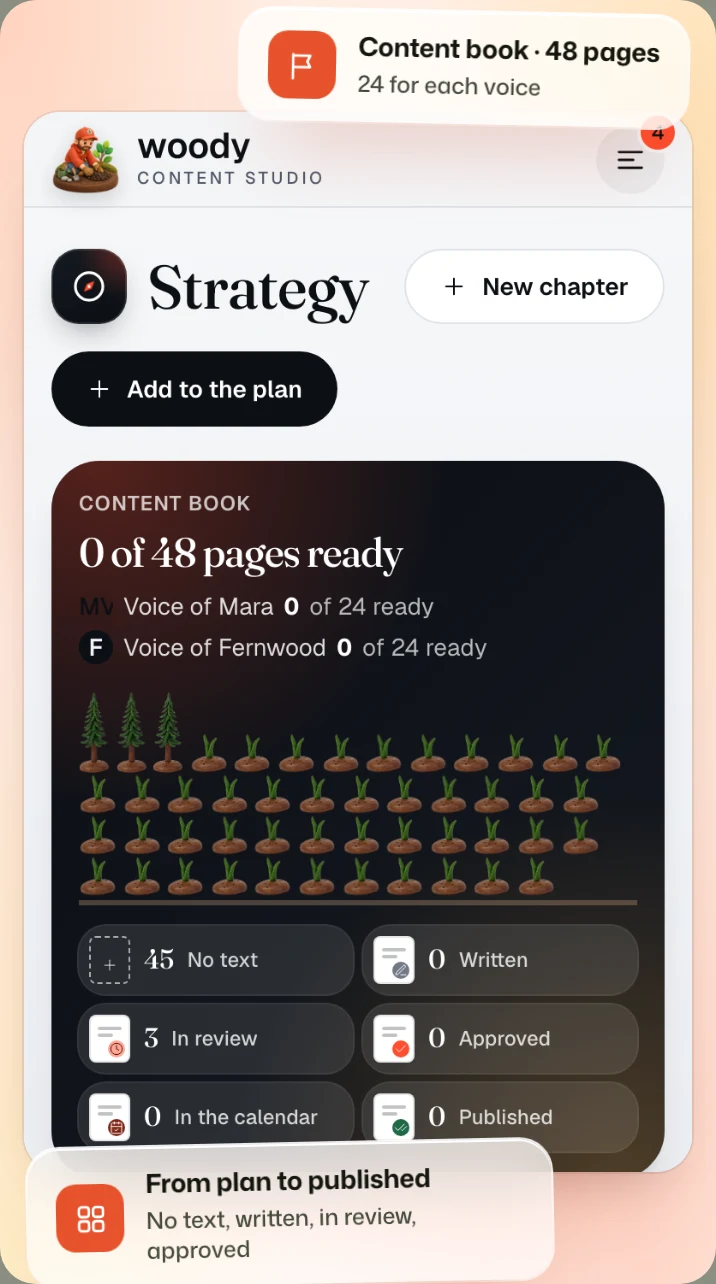 Content book · 48 pages
24 for each voice
woody
CONTENT STUDIO
4
Strategy
New chapter
Add to the plan
CONTENT BOOK
0 of 48 pages ready
MV Voice of Mara 0 of 24 ready
F Voice of Fernwood 0 of 24 ready
45 No text
0 Written
3 In review
0 Approved
0 In the calendar
0 Published
From plan to published
No text, written, in review,
approved